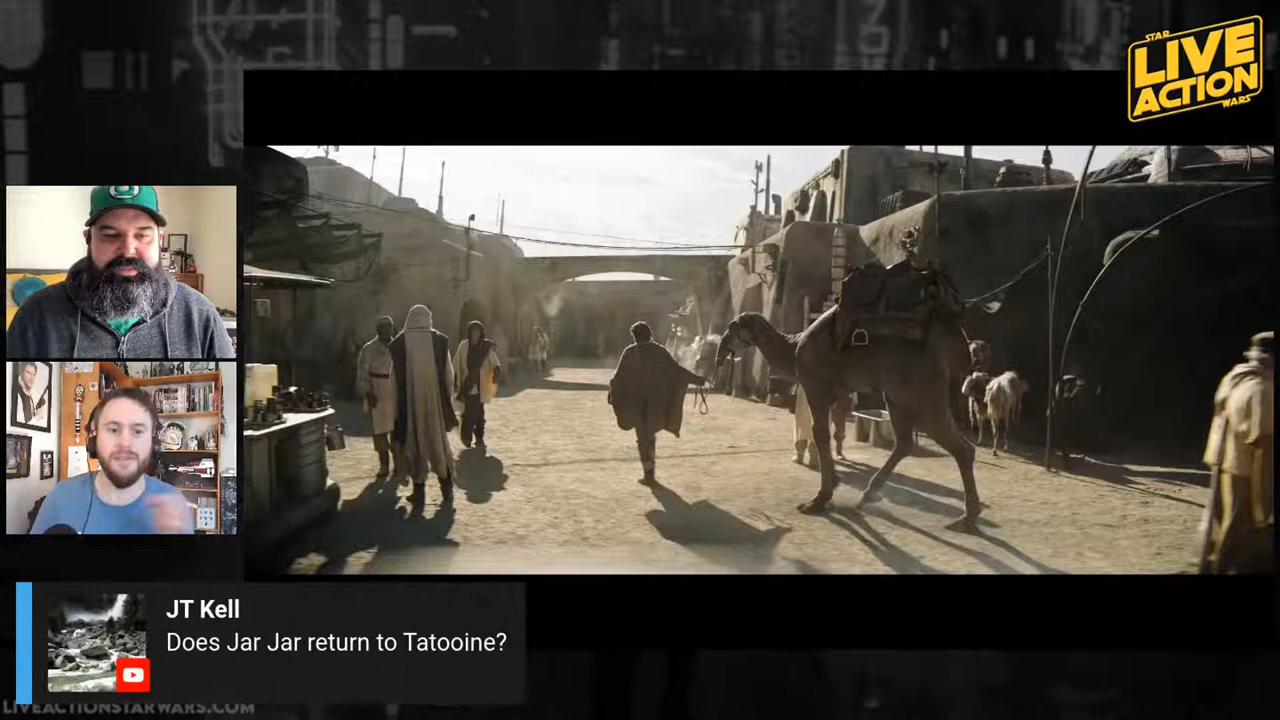 STAR
LIVE
ACTION
WARS
JT Kell
Does Jar Jar return to Tatooine?
LIVEACTIONSTARWARS.COM